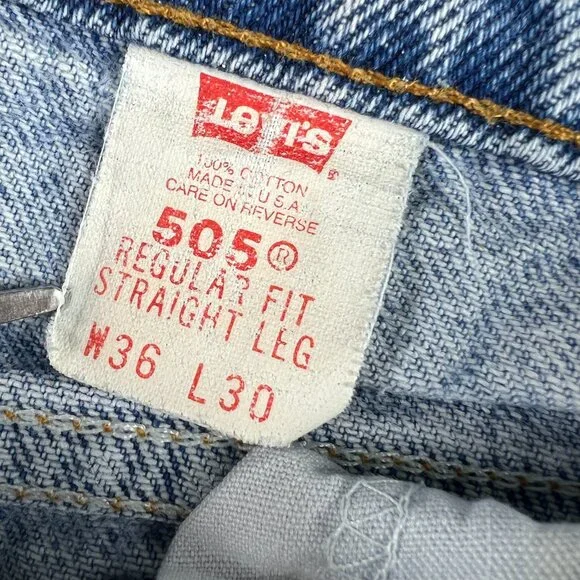 Levi's ®
100% COTTON
MADE IN U.S.A.
CARE ON REVERSE
505®
REGULAR FIT
STRAIGHT LEG
W36 L30